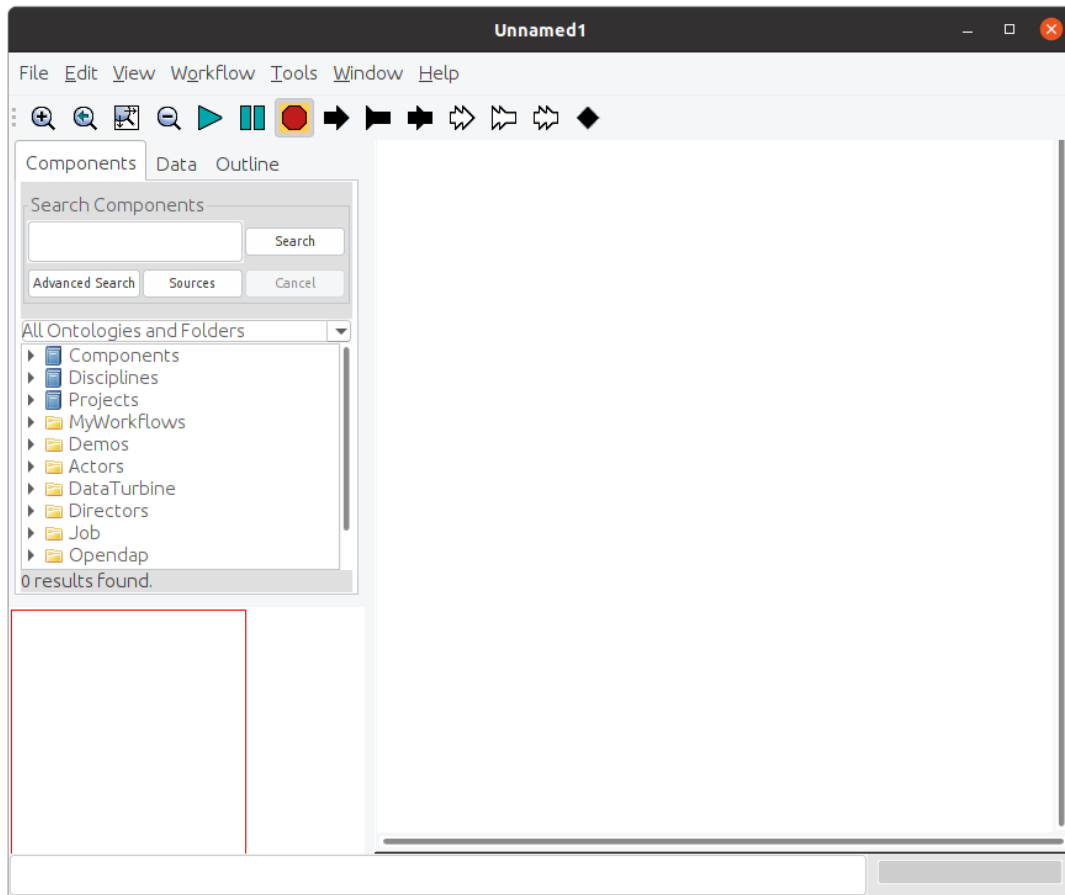 Unnamed1
File Edit View Workflow Tools Window Help
Components Data Outline
Search Components
Search
Advanced Search Sources Cancel
All Ontologies and Folders
Components
Disciplines
Projects
MyWorkflows
Demos
Actors
DataTurbine
Directors
Job
Opendap
0 results found.